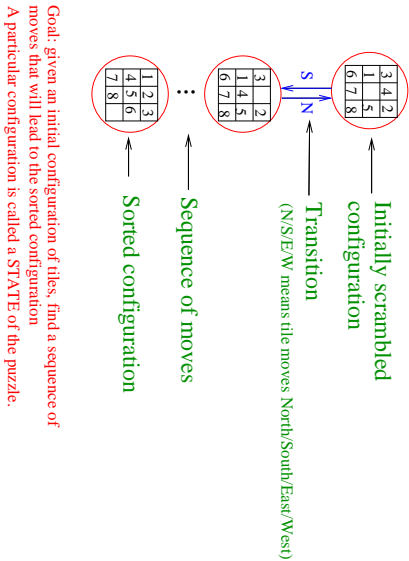 3 4 2
1 5
6 7 8
Initially scrambled
configuration
S N
Transition
(N/S/E/W means tile moves North/South/East/West)
3 2
1 4 5
6 7 8
...
Sequence of moves
1 2 3
4 5 6
7 8
Sorted configuration
Goal: given an initial configuration of tiles, find a sequence of
moves that will lead to the sorted configuration
A particular configuration is called a STATE of the puzzle.